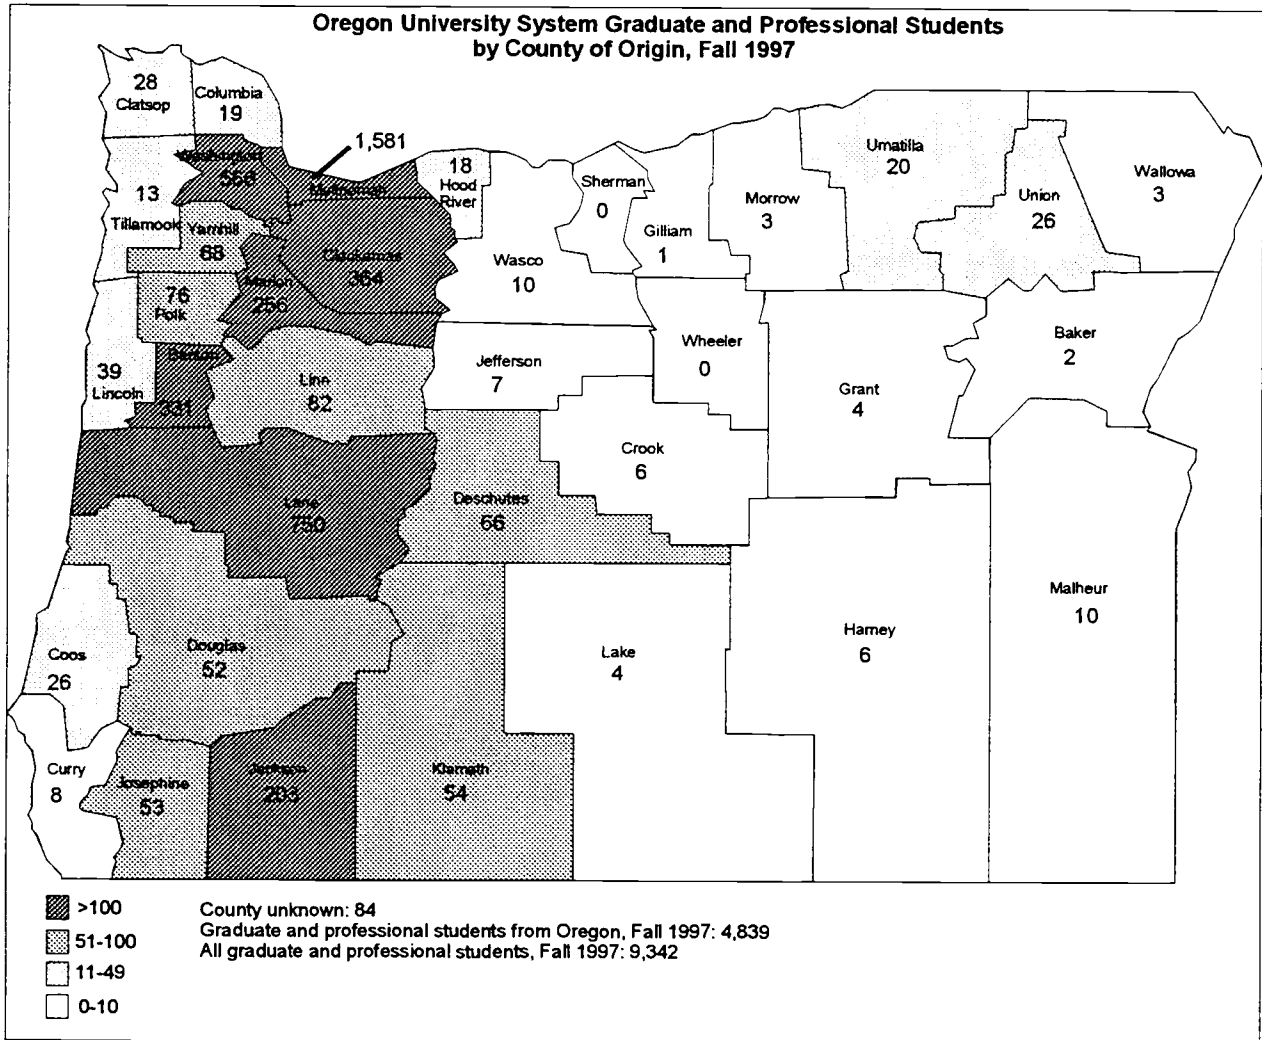 Oregon University System Graduate and Professional Students
by County of Origin, Fall 1997
28
Clatsop
Columbia
19
Washington
566
1,581
Multnomah
18
Hood
River
Sherman
0
Gilliam
1
Morrow
3
Umatilla
20
Union
26
Wallowa
3
13
Tillamook
Yamhill
68
Clackamas
364
Marion
256
Wasco
10
76
Polk
39
Lincoln
Benton
331
Linn
82
Jefferson
7
Wheeler
0
Grant
4
Baker
2
Crook
6
Lane
750
Deschutes
66
Malheur
10
Harney
6
Lake
4
Douglas
52
Coos
26
Curry
8
Josephine
53
Jackson
203
Klamath
54
>100
51-100
11-49
0-10
County unknown: 84
Graduate and professional students from Oregon, Fall 1997: 4,839
All graduate and professional students, Fall 1997: 9,342